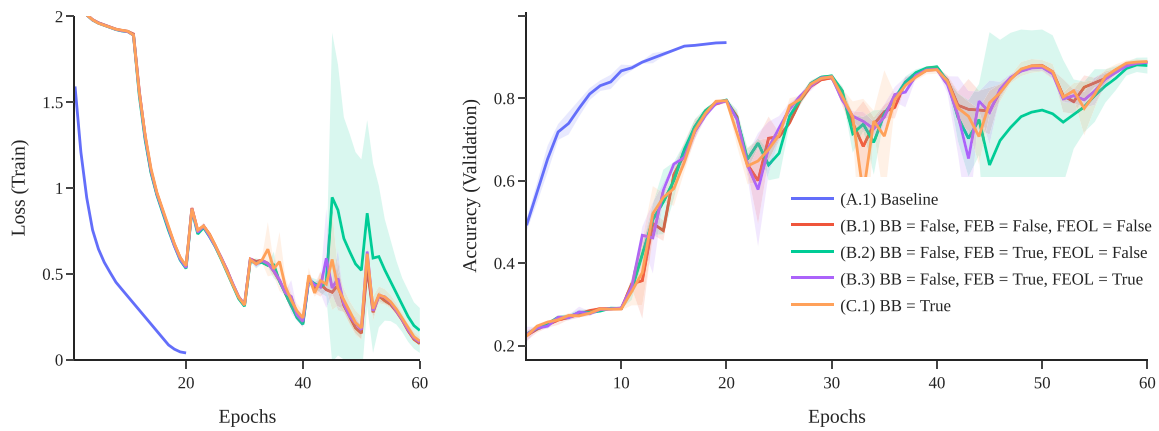 2
1.5
1
0.5
0
20
40
60
Loss (Train)
Epochs
0.8
0.6
0.4
0.2
10
20
30
40
50
60
Accuracy (Validation)
Epochs
(A.1) Baseline
(B.1) BB = False, FEB = False, FEOL = False
(B.2) BB = False, FEB = True, FEOL = False
(B.3) BB = False, FEB = True, FEOL = True
(C.1) BB = True